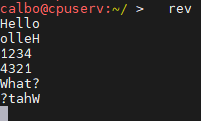 calbo@cpuserv:~/ >   rev
Hello
olleH
1234
4321
What?
?tahW